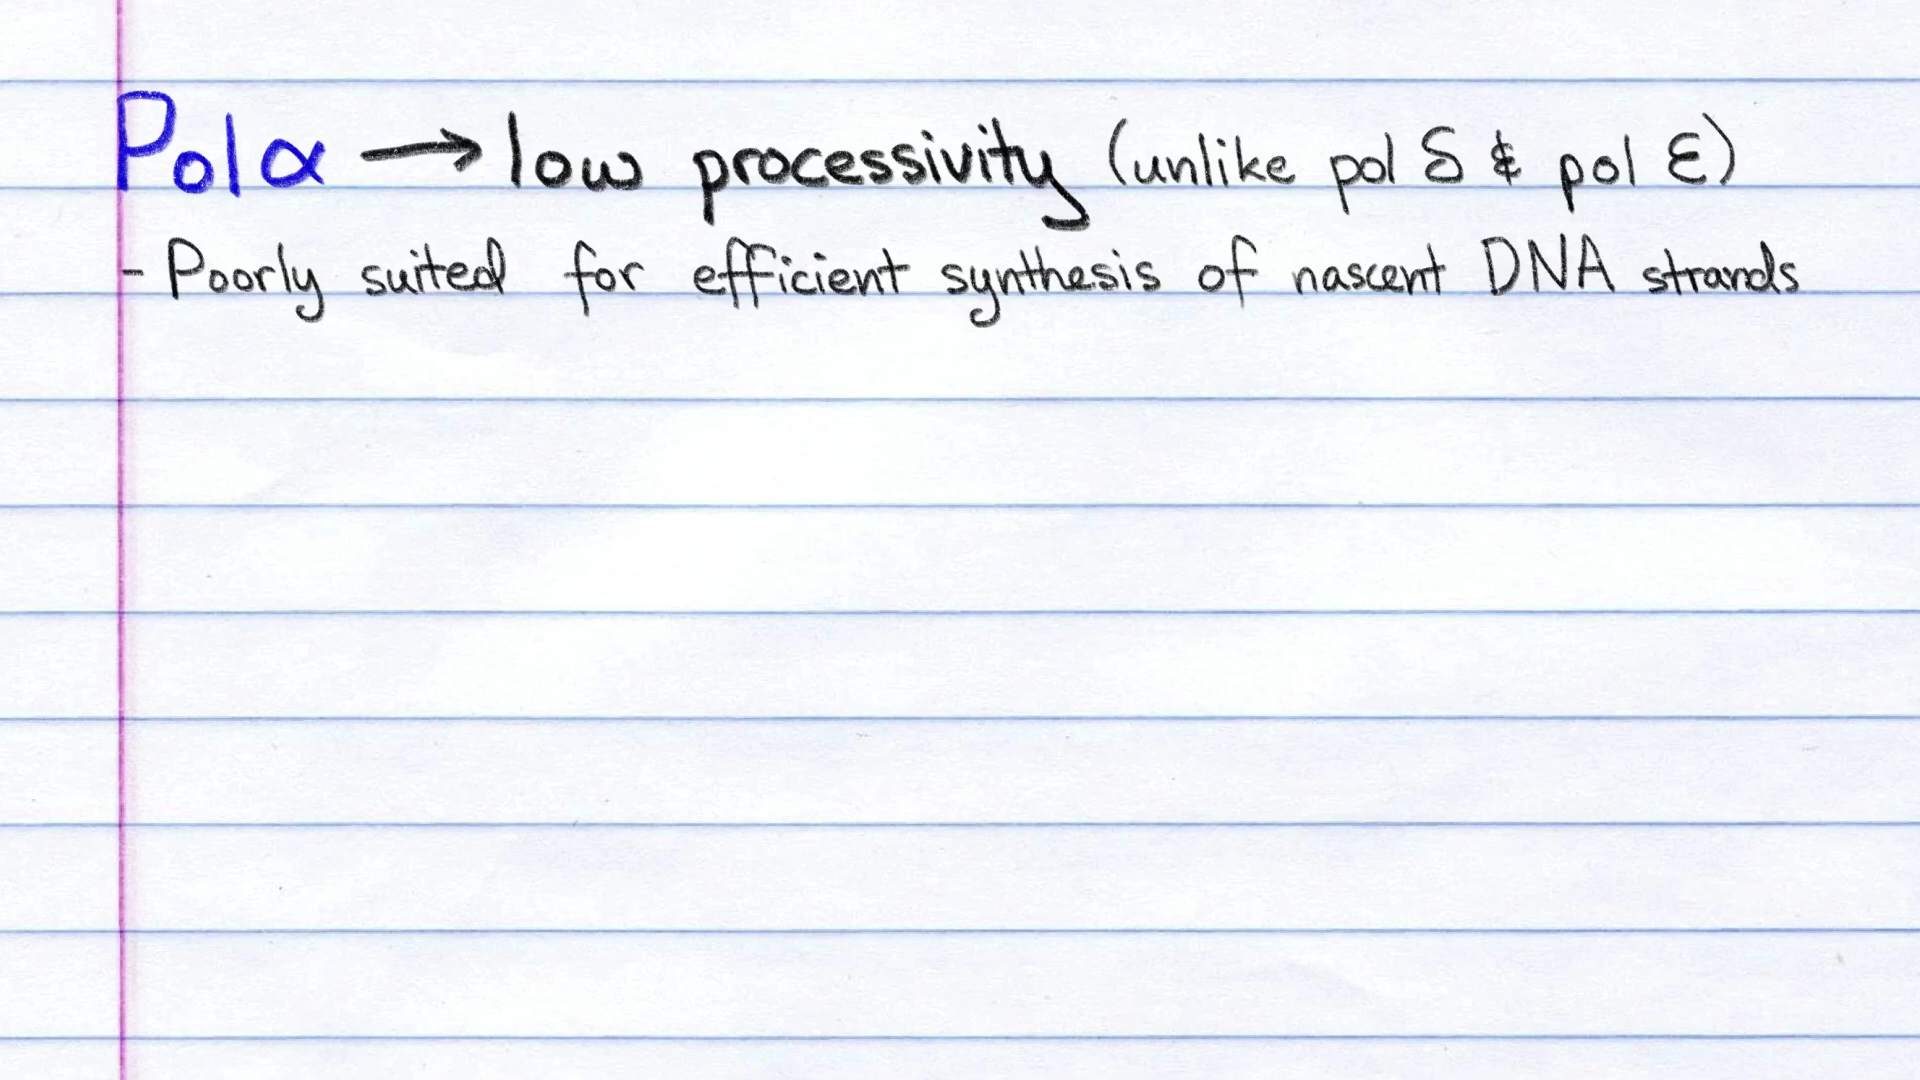 Pol α → low processivity (unlike pol δ & pol ε)
- Poorly suited for efficient synthesis of nascent DNA strands